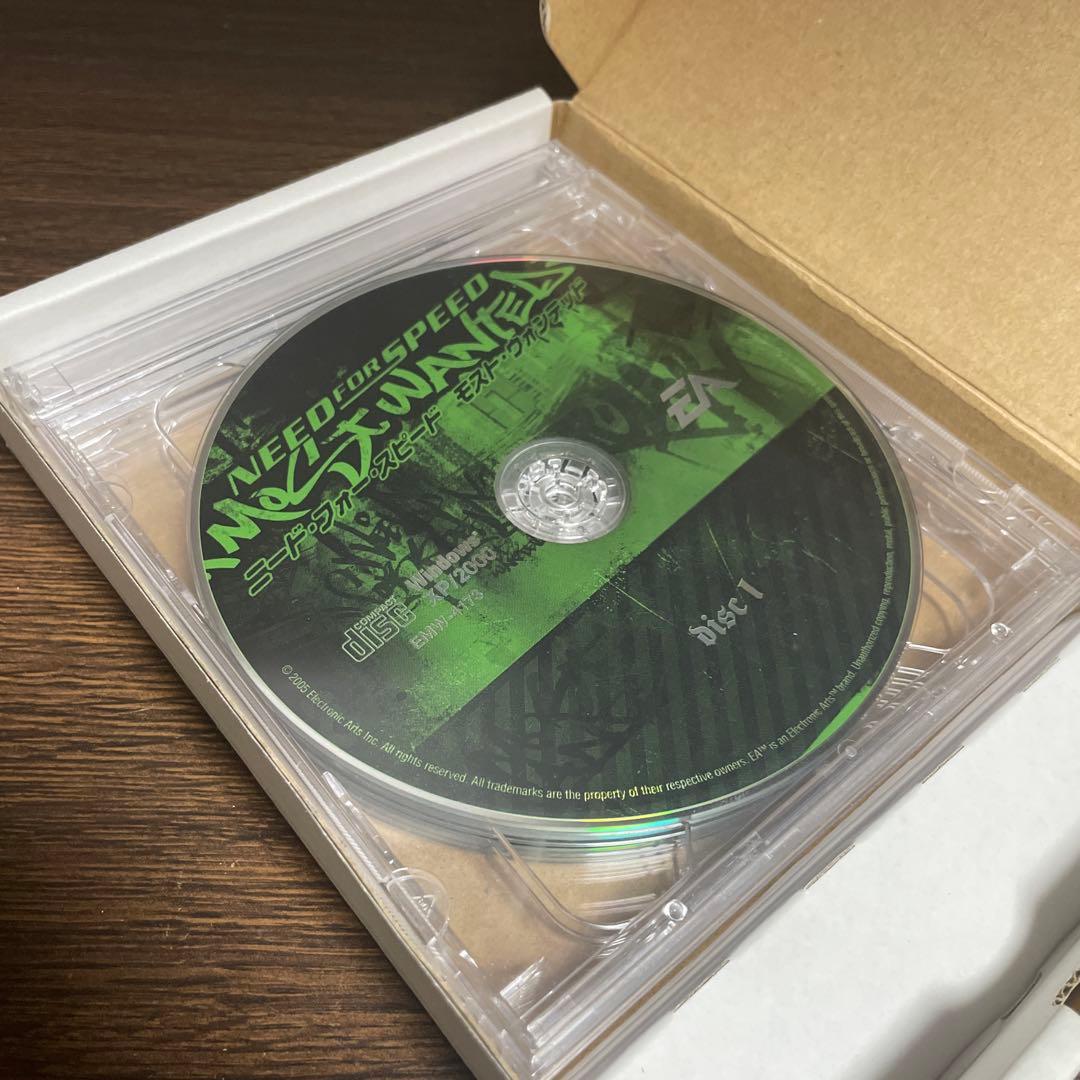 NEED FOR SPEED
MOST WANTED
ニード・フォー・スピード モスト・ウォンテッド
EA
COMPACT
disc
Windows
XP/2000
disc 1
© 2005 Electronic Arts Inc. All rights reserved. All trademarks are the property of their respective owners. EA™ is an Electronic Arts™ brand. Unauthorized copying,